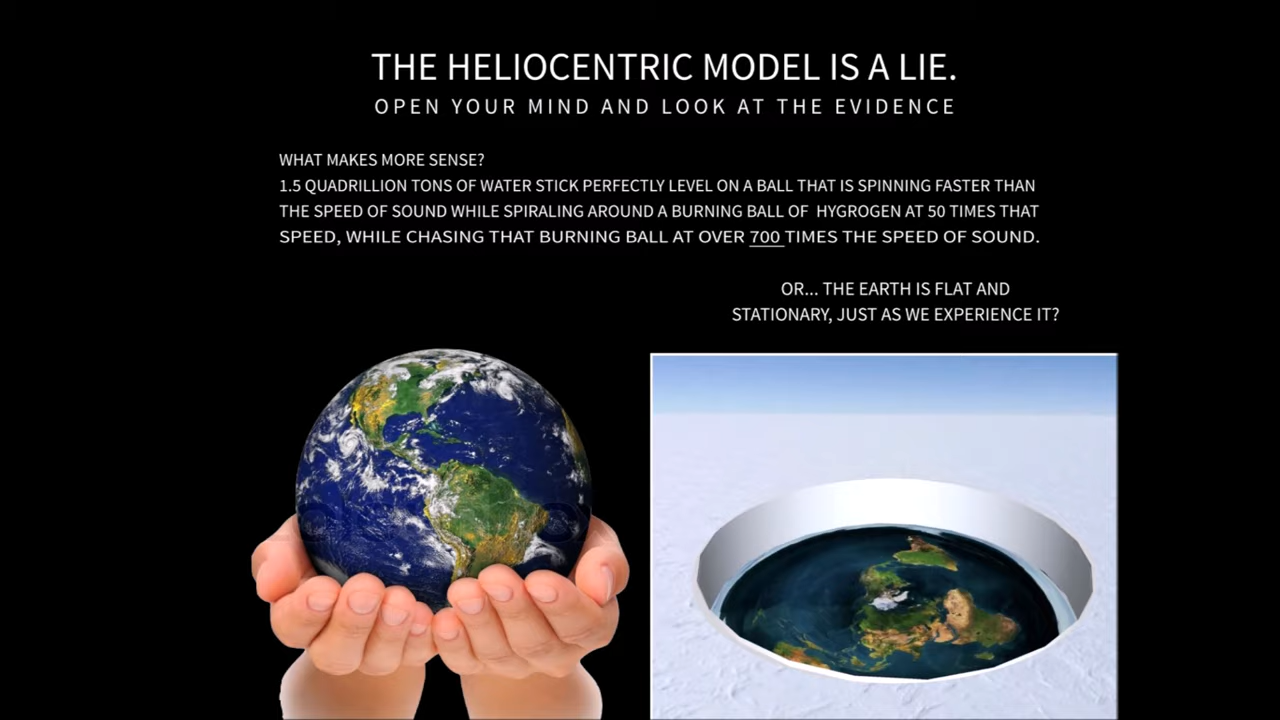 THE HELIOCENTRIC MODEL IS A LIE.
OPEN YOUR MIND AND LOOK AT THE EVIDENCE
WHAT MAKES MORE SENSE?
1.5 QUADRILLION TONS OF WATER STICK PERFECTLY LEVEL ON A BALL THAT IS SPINNING FASTER THAN
THE SPEED OF SOUND WHILE SPIRALING AROUND A BURNING BALL OF HYGROGEN AT 50 TIMES THAT
SPEED, WHILE CHASING THAT BURNING BALL AT OVER 700 TIMES THE SPEED OF SOUND.
OR... THE EARTH IS FLAT AND
STATIONARY, JUST AS WE EXPERIENCE IT?